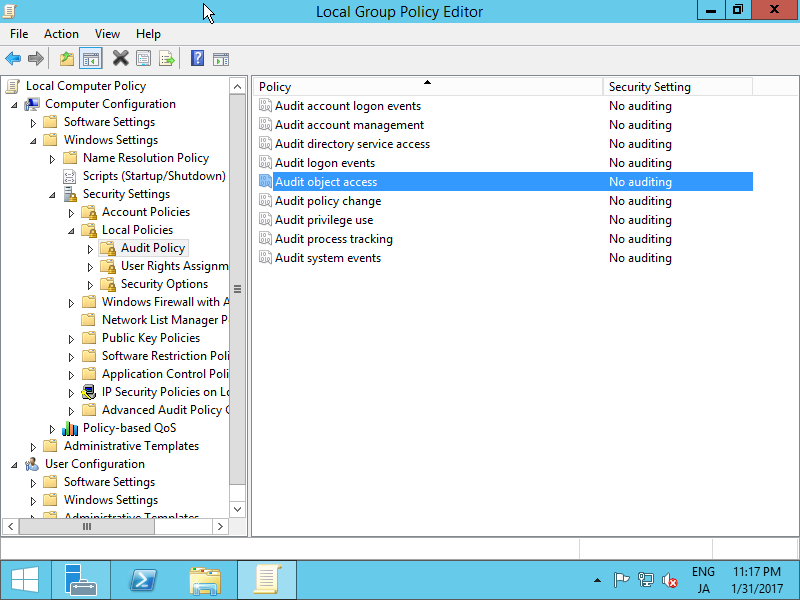 Local Group Policy Editor
File Action View Help
Local Computer Policy
Computer Configuration
Software Settings
Windows Settings
Name Resolution Policy
Scripts (Startup/Shutdown)
Security Settings
Account Policies
Local Policies
Audit Policy
User Rights Assignm
Security Options
Windows Firewall with A
Network List Manager P
Public Key Policies
Software Restriction Poli
Application Control Poli
IP Security Policies on Lo
Advanced Audit Policy C
Policy-based QoS
Administrative Templates
User Configuration
Software Settings
Windows Settings
Administrative Templates
Policy Security Setting
Audit account logon events No auditing
Audit account management No auditing
Audit directory service access No auditing
Audit logon events No auditing
Audit object access No auditing
Audit policy change No auditing
Audit privilege use No auditing
Audit process tracking No auditing
Audit system events No auditing
ENG 11:17 PM
JA 1/31/2017